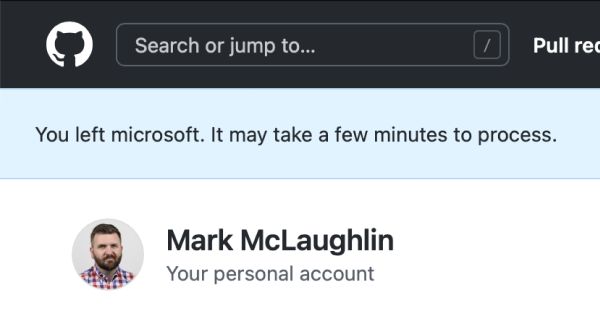 Search or jump to...
/
Pull rec
You left microsoft. It may take a few minutes to process.
Mark McLaughlin
Your personal account